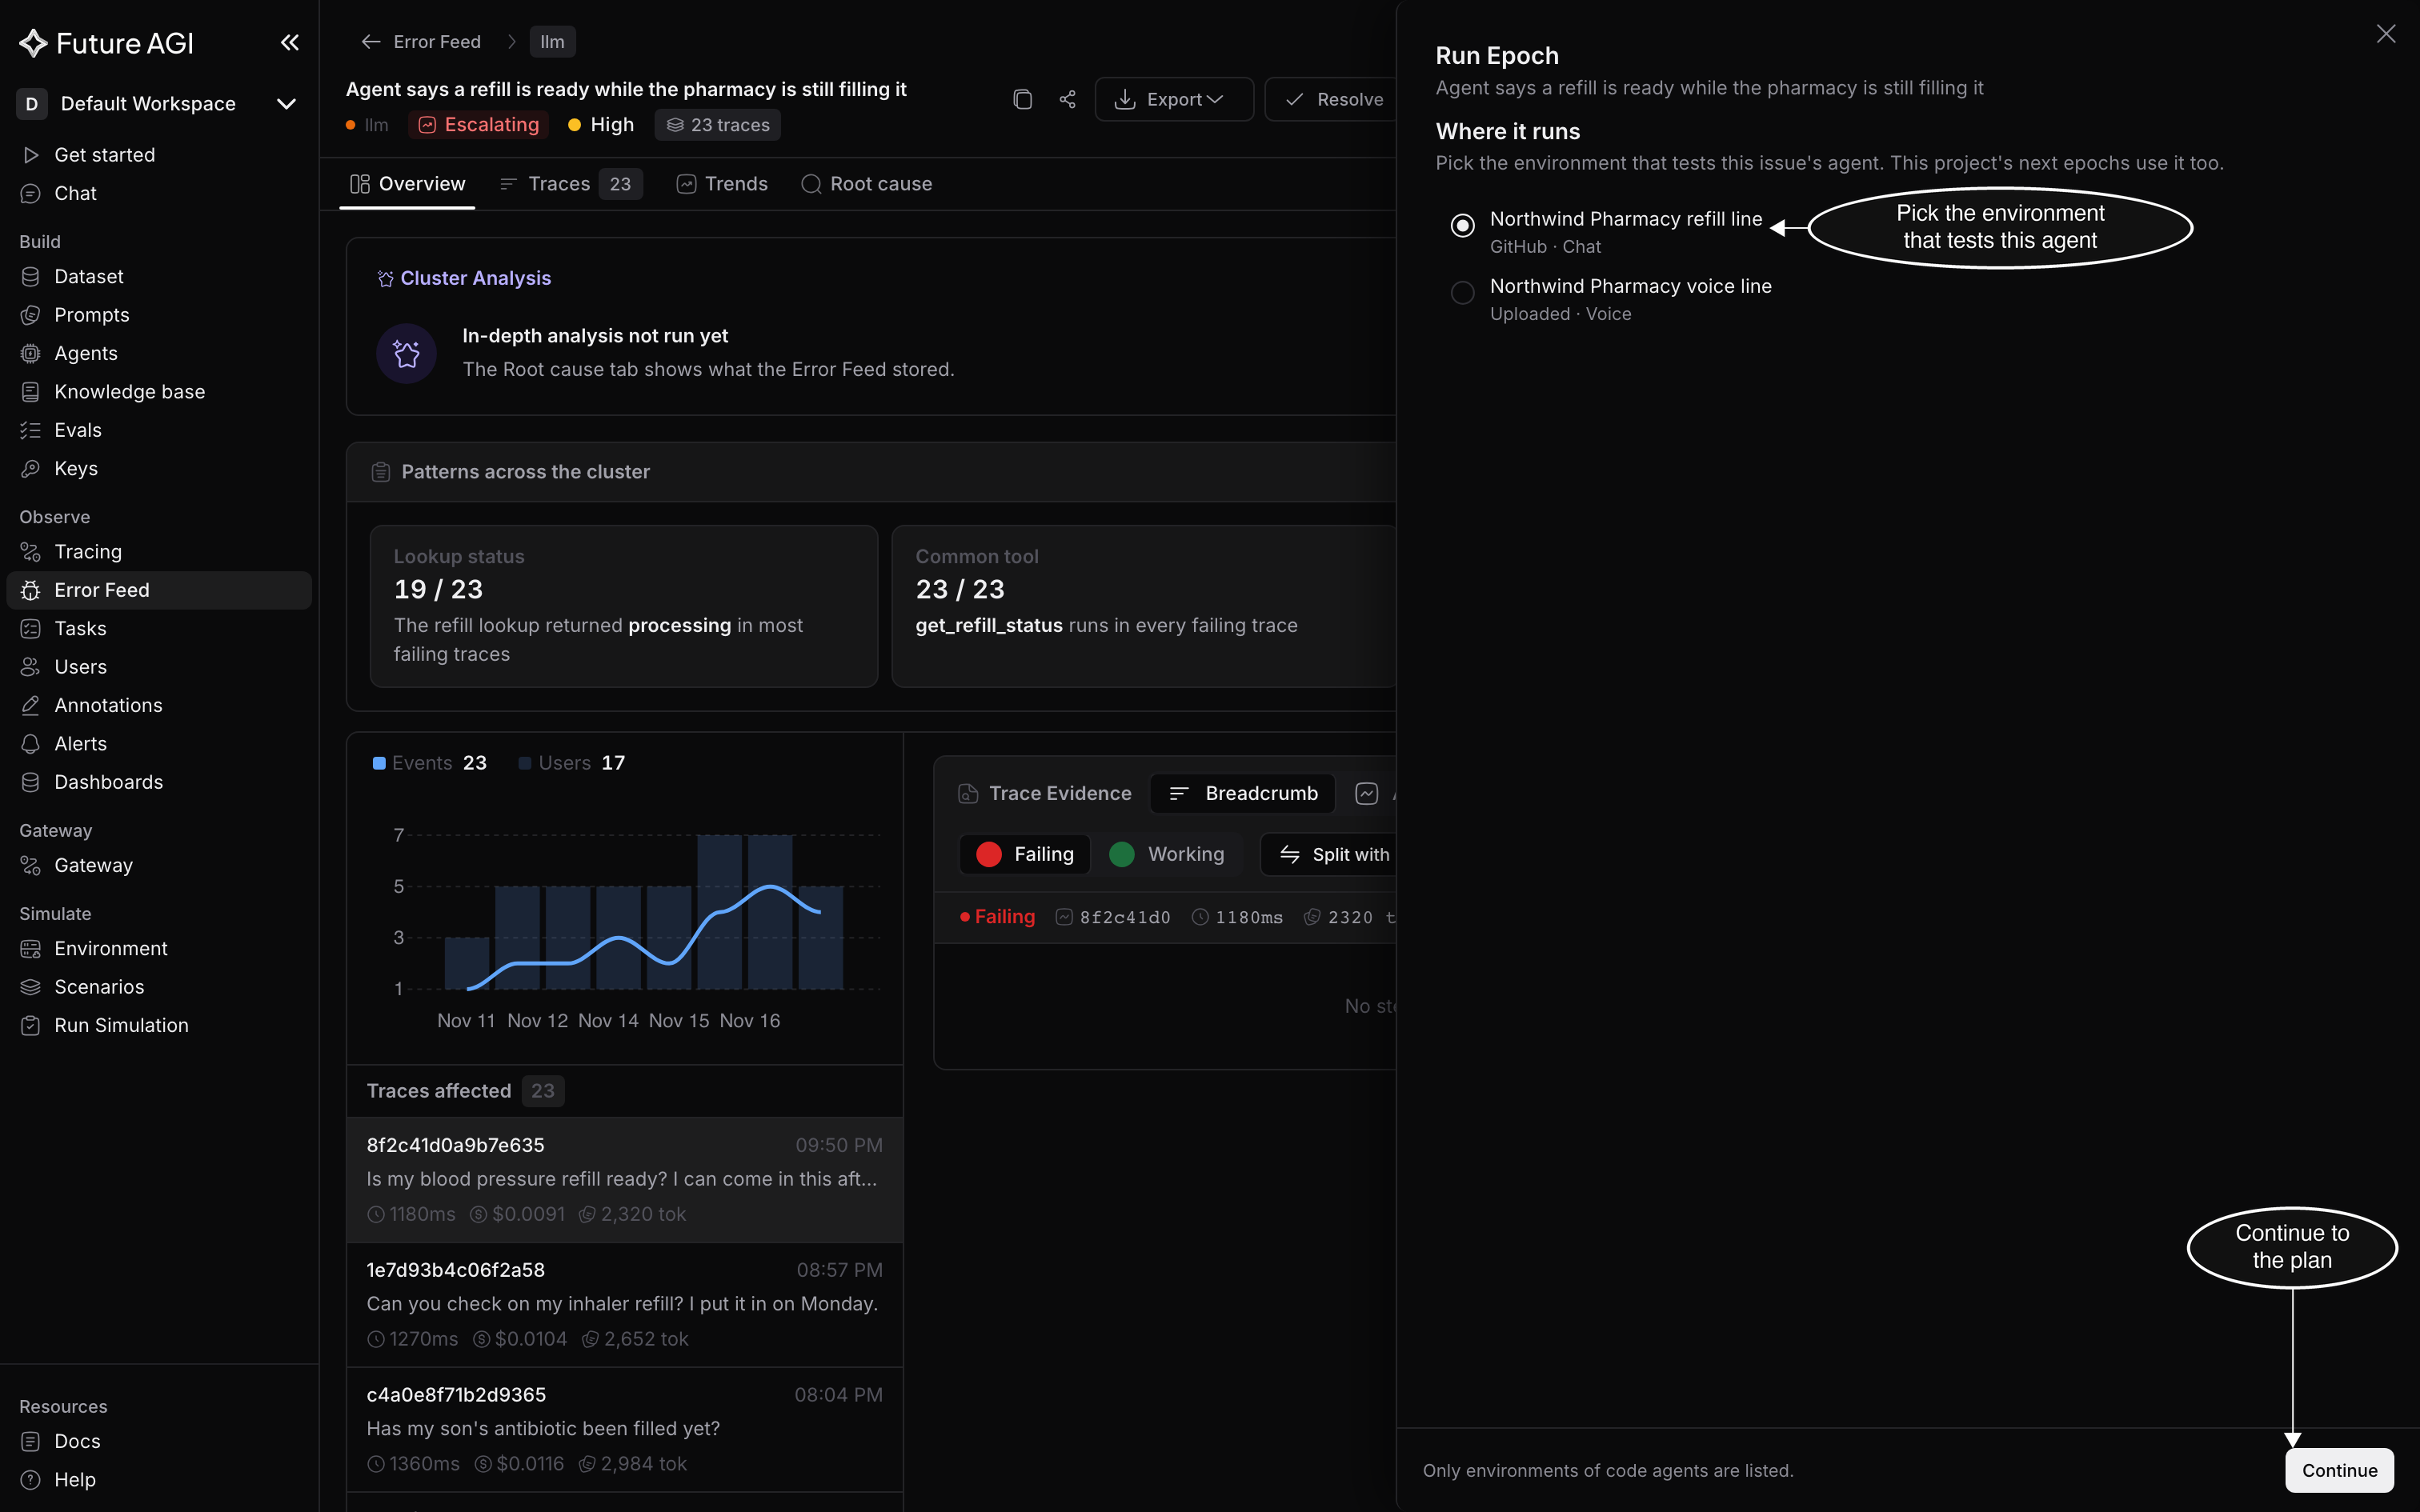 Future AGI
D Default Workspace
Get started
Chat
Build
Dataset
Prompts
Agents
Knowledge base
Evals
Keys
Observe
Tracing
Error Feed
Tasks
Users
Annotations
Alerts
Dashboards
Gateway
Gateway
Simulate
Environment
Scenarios
Run Simulation
Resources
Docs
Help
Error Feed llm
Agent says a refill is ready while the pharmacy is still filling it
llm Escalating High 23 traces
Export Resolve
Overview Traces 23 Trends Root cause
Cluster Analysis
In-depth analysis not run yet
The Root cause tab shows what the Error Feed stored.
Patterns across the cluster
Lookup status
19 / 23
The refill lookup returned processing in most
failing traces
Common tool
23 / 23
get_refill_status runs in every failing trace
Events 23 Users 17
7
5
3
1
Nov 11 Nov 12 Nov 14 Nov 15 Nov 16
Traces affected 23
8f2c41d0a9b7e635 09:50 PM
Is my blood pressure refill ready? I can come in this aft...
1180ms $0.0091 2,320 tok
1e7d93b4c06f2a58 08:57 PM
Can you check on my inhaler refill? I put it in on Monday.
1270ms $0.0104 2,652 tok
c4a0e8f71b2d9365 08:04 PM
Has my son's antibiotic been filled yet?
1360ms $0.0116 2,984 tok
Trace Evidence Breadcrumb
Failing Working Split with
Failing 8f2c41d0 1180ms 2320 t
No ste
Run Epoch
Agent says a refill is ready while the pharmacy is still filling it
Where it runs
Pick the environment that tests this issue's agent. This project's next epochs use it too.
Northwind Pharmacy refill line
GitHub · Chat
Pick the environment
that tests this agent
Northwind Pharmacy voice line
Uploaded · Voice
Continue to
the plan
Only environments of code agents are listed.
Continue